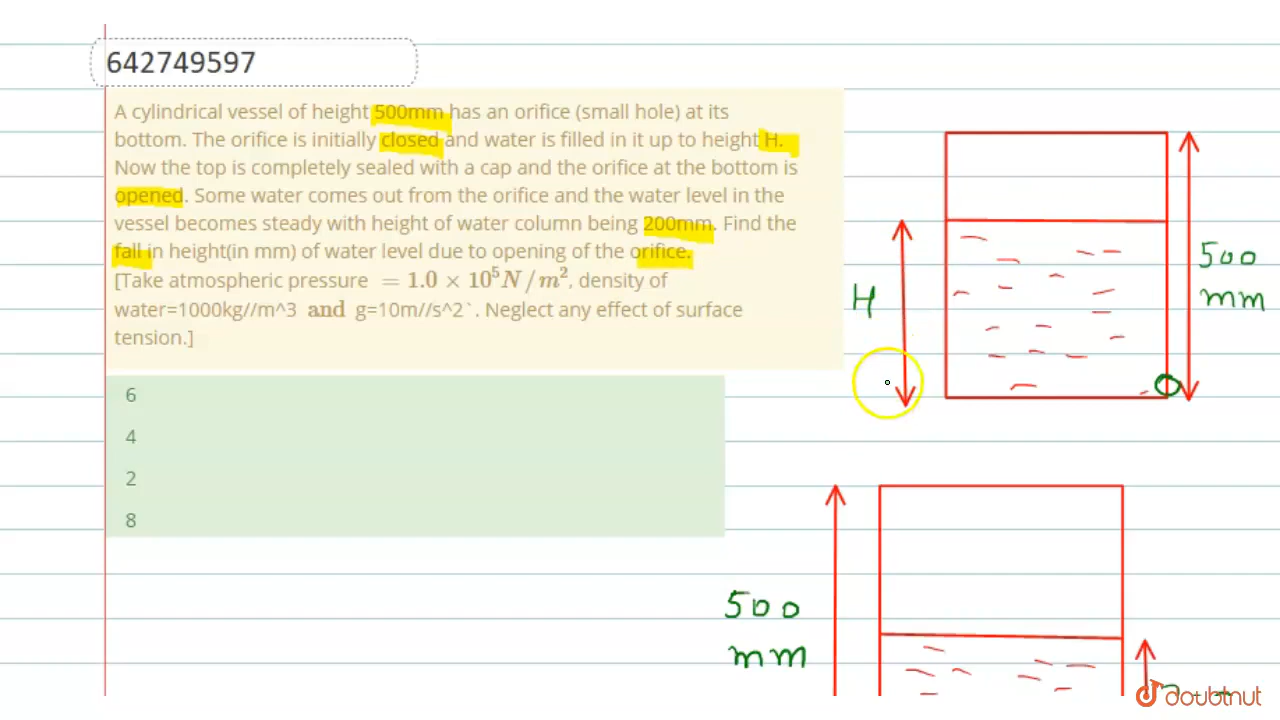 642749597
A cylindrical vessel of height 500mm has an orifice (small hole) at its
bottom. The orifice is initially closed and water is filled in it up to height H.
Now the top is completely sealed with a cap and the orifice at the bottom is
opened. Some water comes out from the orifice and the water level in the
vessel becomes steady with height of water column being 200mm. Find the
fall in height(in mm) of water level due to opening of the orifice.
[Take atmospheric pressure = 1.0 × 10⁵N/m², density of
water=1000kg//m^3 and g=10m//s^2`. Neglect any effect of surface
tension.]
6
4
2
8
H
500
mm
500
mm
doubtnut